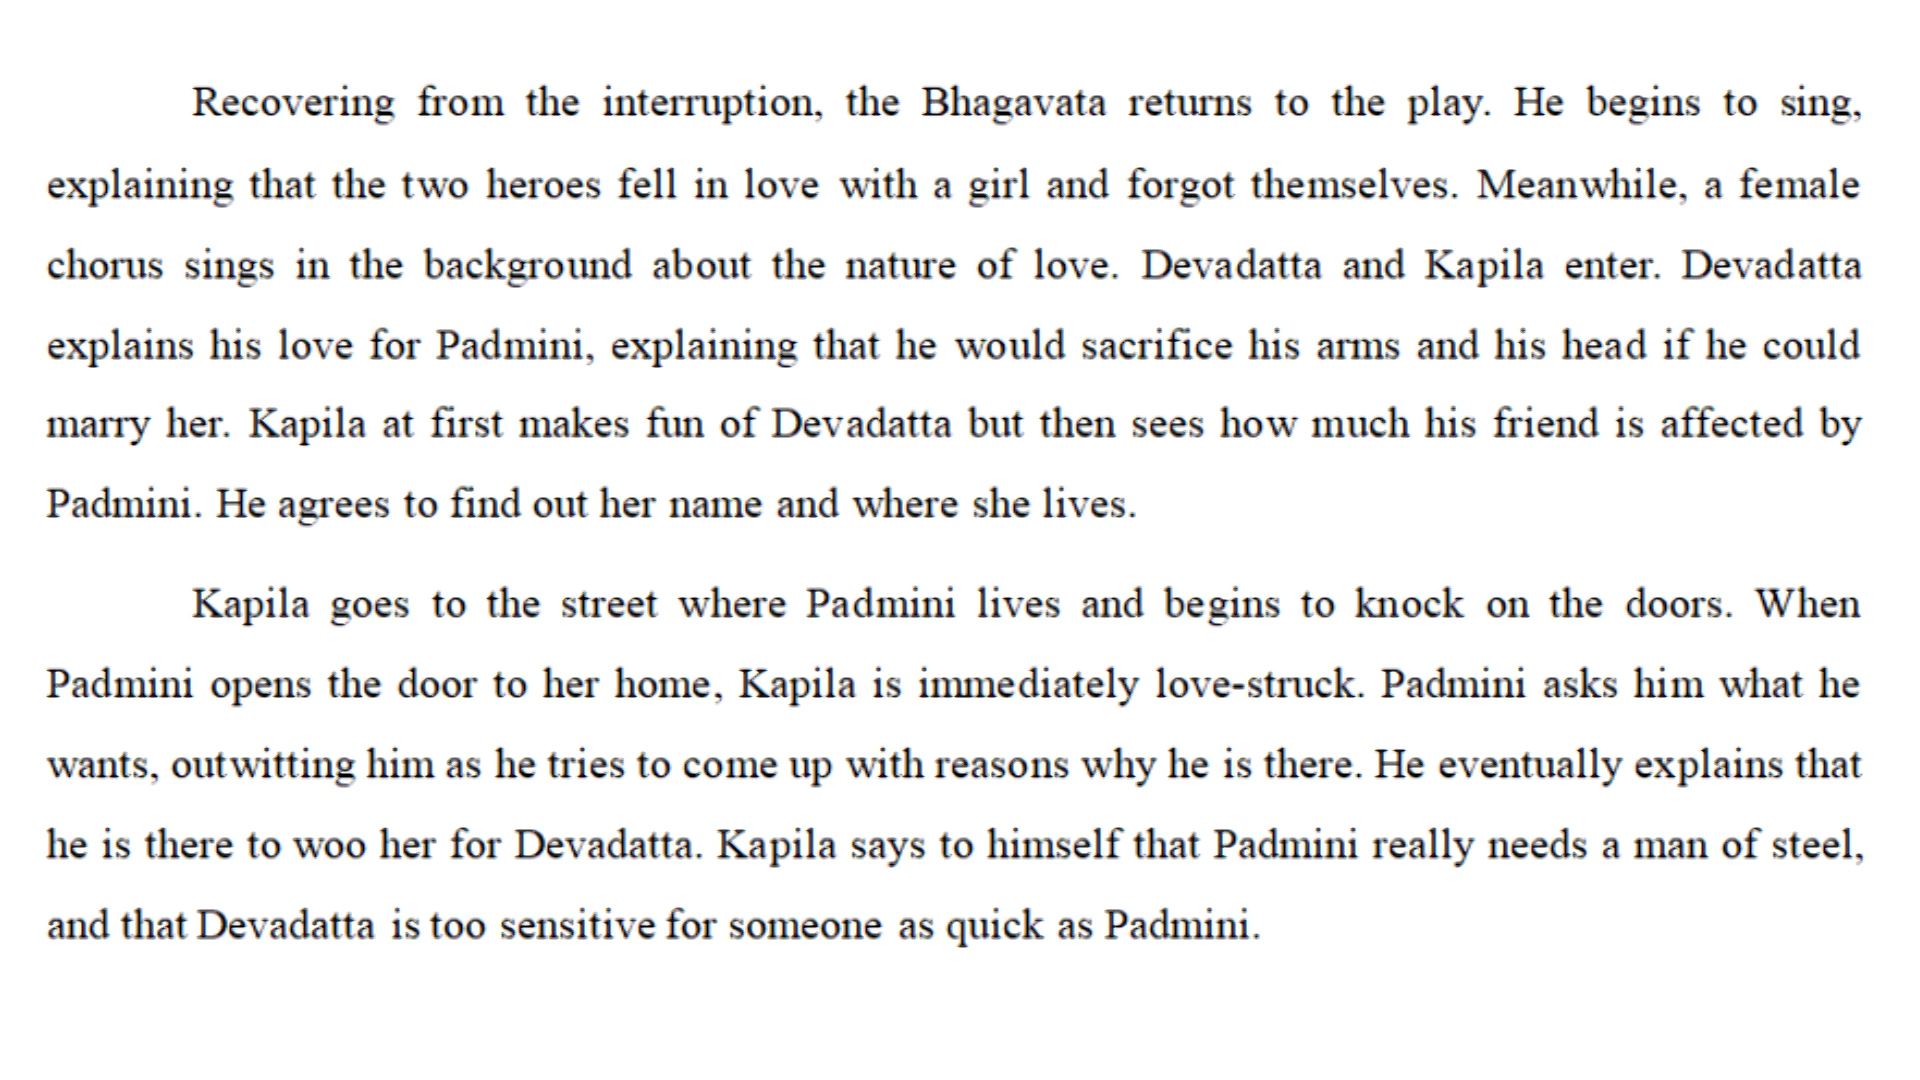 Recovering from the interruption, the Bhagavata returns to the play. He begins to sing,
explaining that the two heroes fell in love with a girl and forgot themselves. Meanwhile, a female
chorus sings in the background about the nature of love. Devadatta and Kapila enter. Devadatta
explains his love for Padmini, explaining that he would sacrifice his arms and his head if he could
marry her. Kapila at first makes fun of Devadatta but then sees how much his friend is affected by
Padmini. He agrees to find out her name and where she lives.
Kapila goes to the street where Padmini lives and begins to knock on the doors. When
Padmini opens the door to her home, Kapila is immediately love-struck. Padmini asks him what he
wants, outwitting him as he tries to come up with reasons why he is there. He eventually explains that
he is there to woo her for Devadatta. Kapila says to himself that Padmini really needs a man of steel,
and that Devadatta is too sensitive for someone as quick as Padmini.